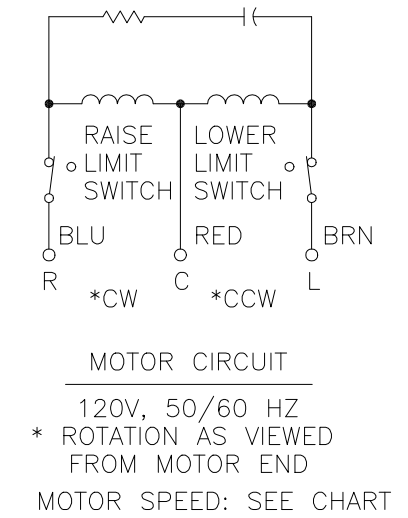 RAISE
LIMIT
SWITCH
LOWER
LIMIT
SWITCH
BLU
RED
BRN
R
C
L
*CW
*CCW
MOTOR CIRCUIT
120V, 50/60 HZ
* ROTATION AS VIEWED
FROM MOTOR END
MOTOR SPEED: SEE CHART